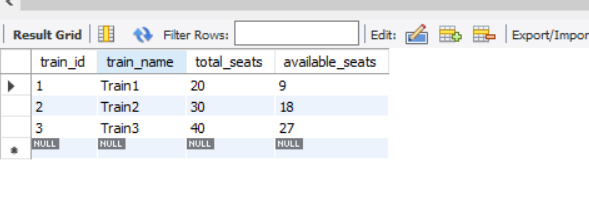 Result Grid Filter Rows: Edit: Export/Impor
train_id train_name total_seats available_seats
1 Train1 20 9
2 Train2 30 18
3 Train3 40 27
NULL NULL NULL NULL